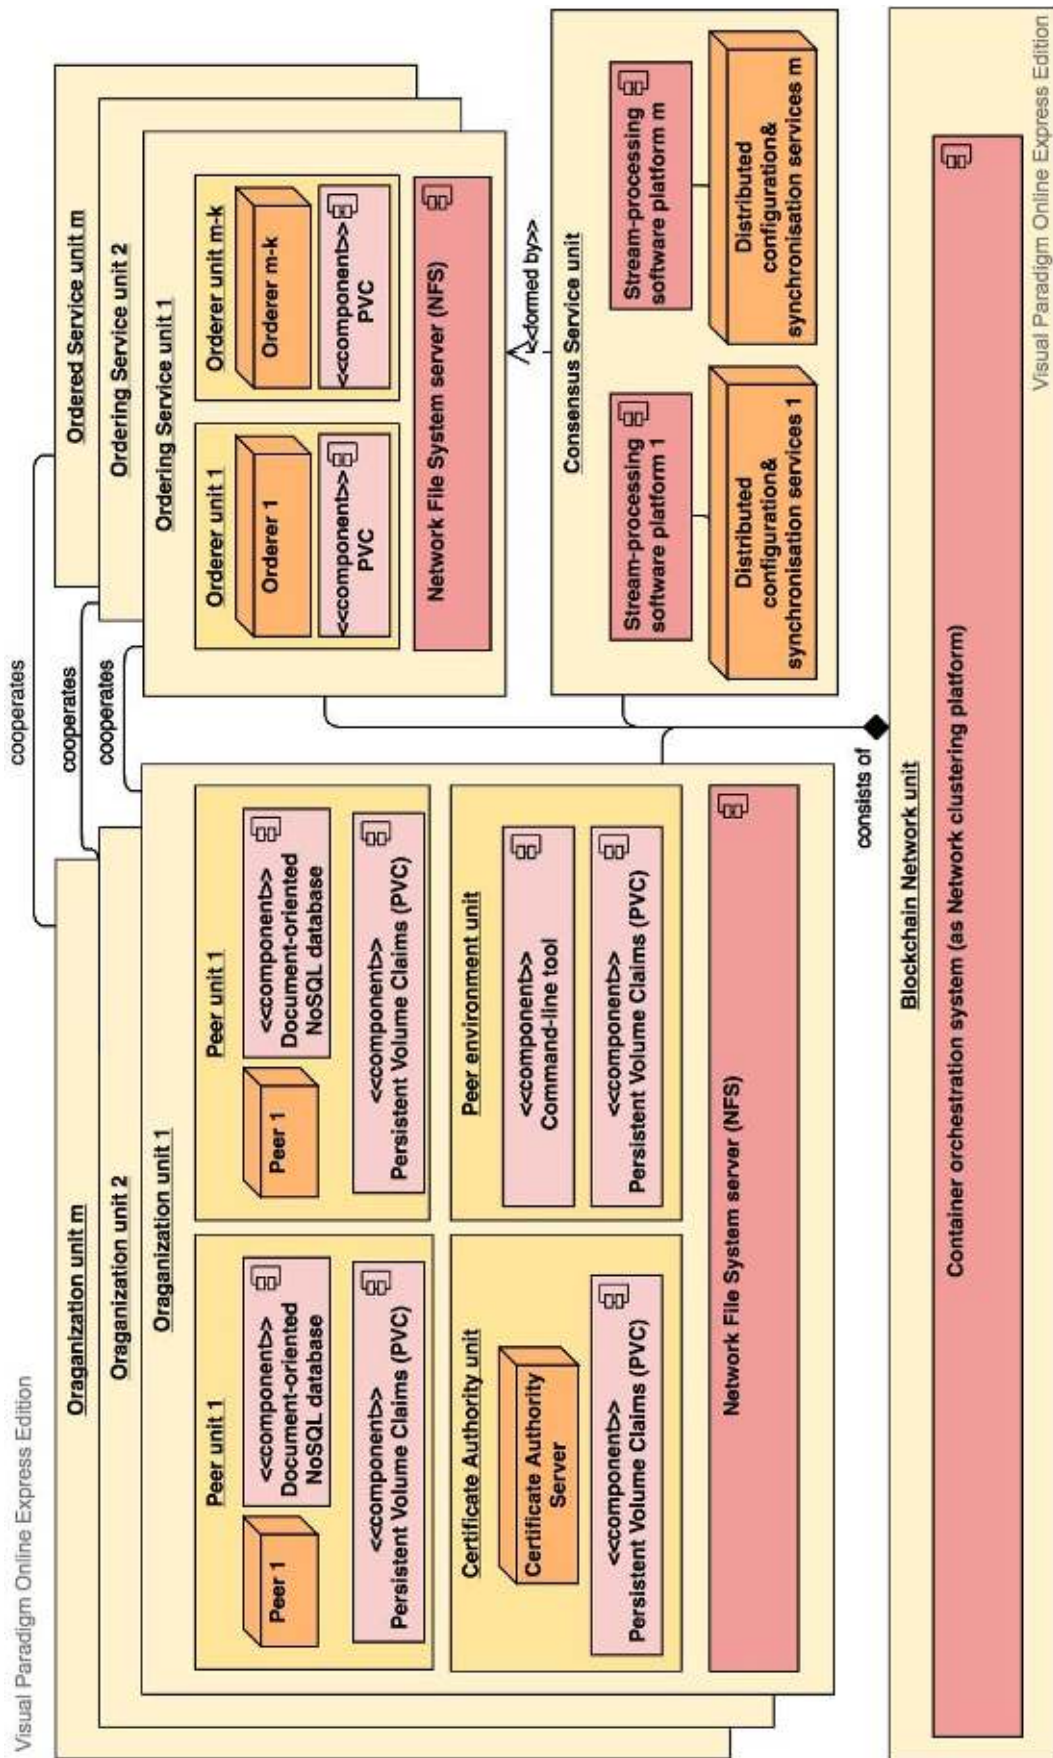 Visual Paradigm Online Express Edition
cooperates
cooperates
cooperates
Oraganization unit m
Oraganization unit 2
Oraganization unit 1
Peer unit 1
Peer 1
<<component>>
Document-oriented
NoSQL database
<<component>>
Persistent Volume Claims (PVC)
Peer unit 1
Peer 1
<<component>>
Document-oriented
NoSQL database
<<component>>
Persistent Volume Claims (PVC)
Certificate Authority unit
Certificate Authority
Server
<<component>>
Persistent Volume Claims (PVC)
Peer environment unit
<<component>>
Command-line tool
<<component>>
Persistent Volume Claims (PVC)
Network File System server (NFS)
Ordered Service unit m
Ordering Service unit 2
Ordering Service unit 1
Orderer unit 1
Orderer 1
<<component>>
PVC
Orderer unit m-k
Orderer m-k
<<component>>
PVC
Network File System server (NFS)
<<formed by>>
Consensus Service unit
Stream-processing
software platform 1
Distributed
configuration&
synchronisation services 1
Stream-processing
software platform m
Distributed
configuration&
synchronisation services m
consists of
Blockchain Network unit
Container orchestration system (as Network clustering platform)
Visual Paradigm Online Express Edition